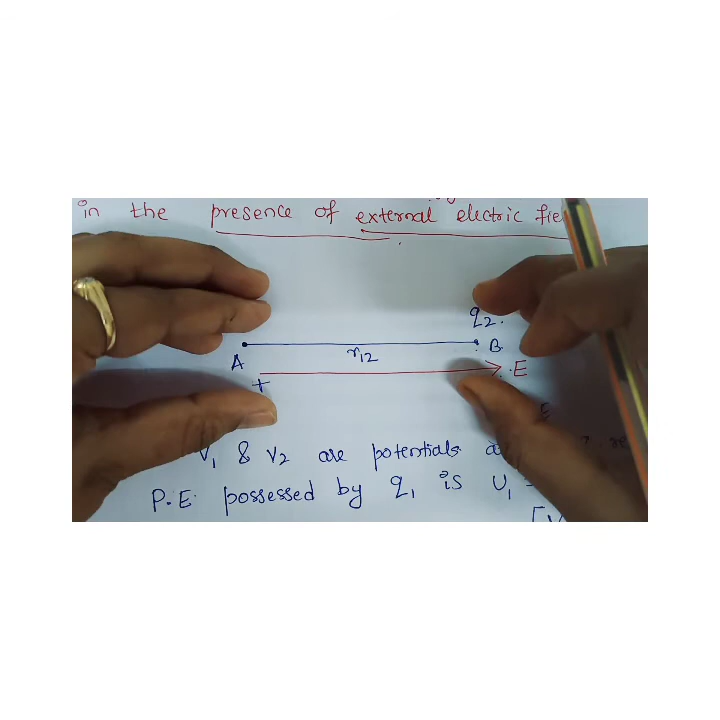 in the presence of external electric
q2.
A r12 B
+ E
E
V1 & V2 are potentials
P.E. possessed by q1 is U1